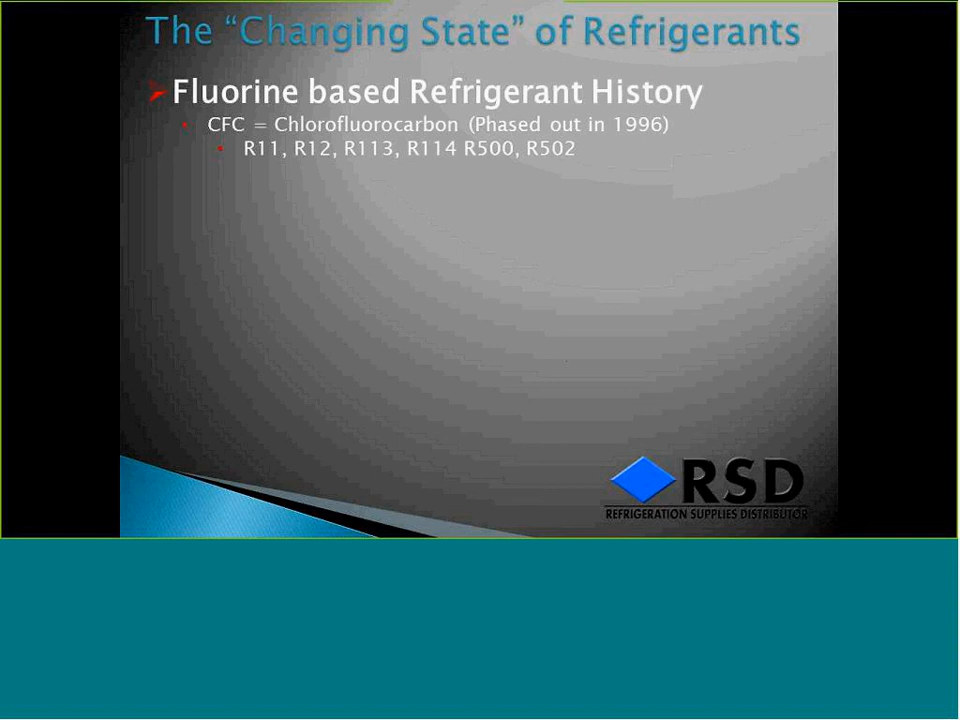 The “Changing State” of Refrigerants
Fluorine based Refrigerant History
CFC = Chlorofluorocarbon (Phased out in 1996)
R11, R12, R113, R114 R500, R502
RSD
REFRIGERATION SUPPLIES DISTRIBUTOR